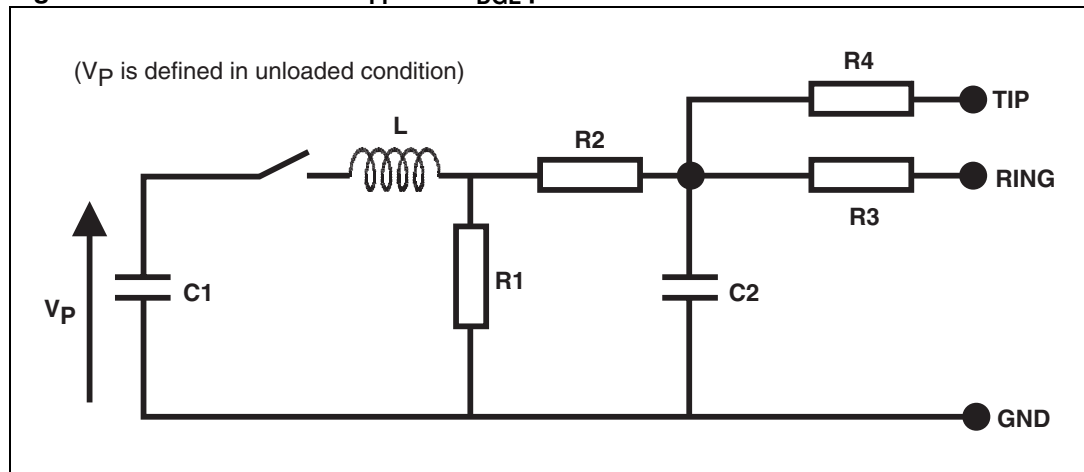 (VP is defined in unloaded condition)
R4
TIP
L
R2
RING
R3
VP
C1
R1
C2
GND